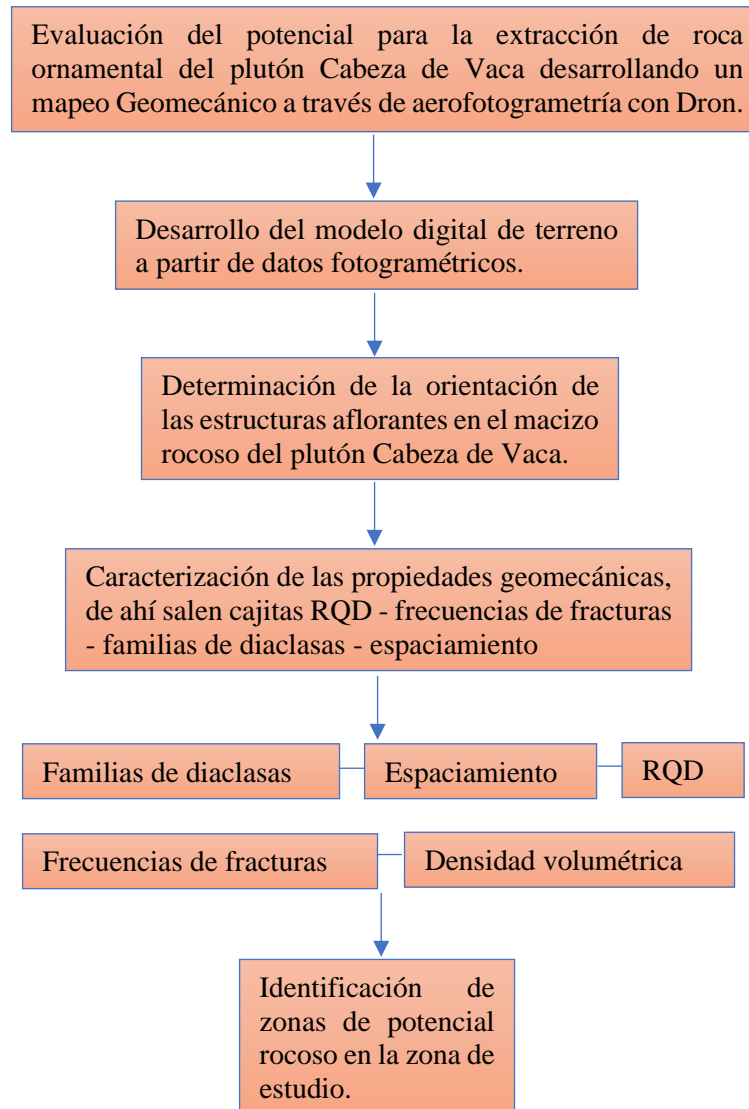 Evaluación del potencial para la extracción de roca
ornamental del plutón Cabeza de Vaca desarrollando un
mapeo Geomecánico a través de aerofotogrametría con Dron.
Desarrollo del modelo digital de terreno
a partir de datos fotogramétricos.
Determinación de la orientación de
las estructuras aflorantes en el macizo
rocoso del plutón Cabeza de Vaca.
Caracterización de las propiedades geomecánicas,
de ahí salen cajitas RQD - frecuencias de fracturas
- familias de diaclasas - espaciamiento
Familias de diaclasas
Espaciamiento
RQD
Frecuencias de fracturas
Densidad volumétrica
Identificación de
zonas de potencial
rocoso en la zona de
estudio.